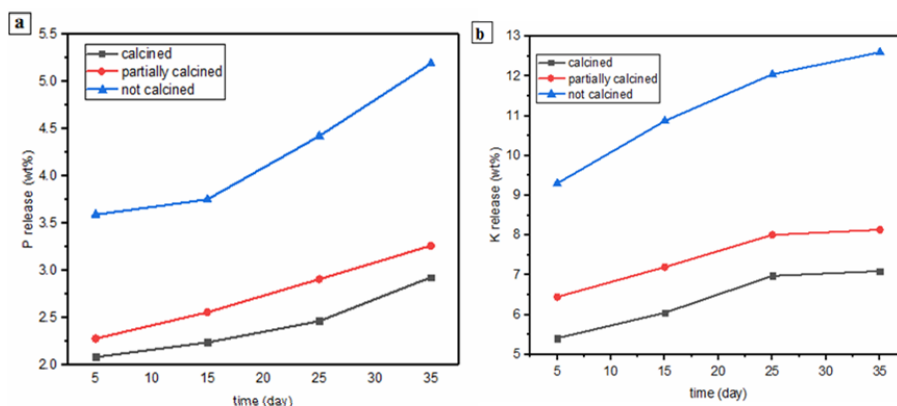 a
calcined
partially calcined
not calcined
5.5
5.0
4.5
4.0
3.5
3.0
2.5
2.0
P release (wt%)
5 10 15 20 25 30 35
time (day)
b
calcined
partially calcined
not calcined
13
12
11
10
9
8
7
6
5
K release (wt%)
5 10 15 20 25 30 35
time (day)